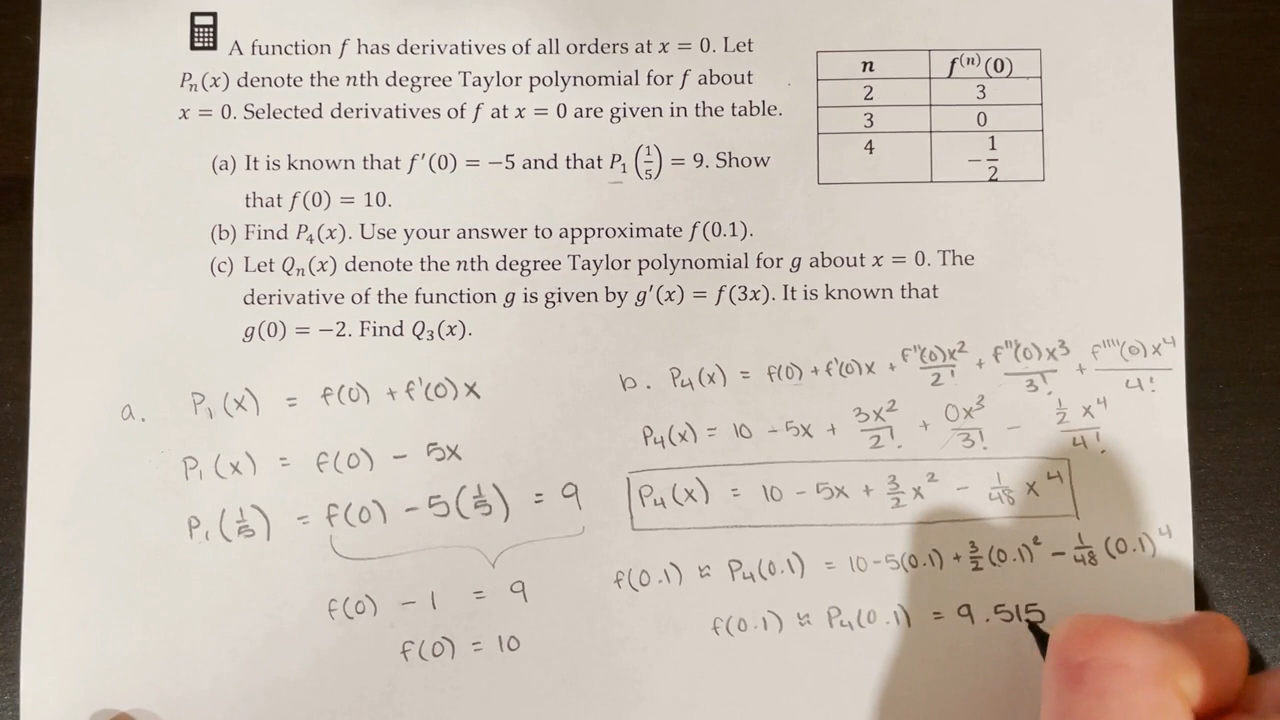 A function f has derivatives of all orders at x = 0. Let
Pₙ(x) denote the nth degree Taylor polynomial for f about
x = 0. Selected derivatives of f at x = 0 are given in the table.
n f⁽ⁿ⁾(0)
2 3
3 0
4 −1/2
(a) It is known that f′(0) = −5 and that P₁(1/5) = 9. Show
that f(0) = 10.
(b) Find P₄(x). Use your answer to approximate f(0.1).
(c) Let Qₙ(x) denote the nth degree Taylor polynomial for g about x = 0. The
derivative of the function g is given by g′(x) = f(3x). It is known that
g(0) = −2. Find Q₃(x).
a. P₁(x) = f(0) + f'(0)x
P₁(x) = f(0) − 5x
P₁(1/5) = f(0) − 5(1/5) = 9
f(0) − 1 = 9
f(0) = 10
b. P₄(x) = f(0) + f'(0)x + f''(0)x²/2! + f'''(0)x³/3! + f''''(0)x⁴/4!
P₄(x) = 10 − 5x + 3x²/2! + 0x³/3! − ½x⁴/4!
P₄(x) = 10 − 5x + 3/2 x² − 1/48 x⁴
f(0.1) ≈ P₄(0.1) = 10 − 5(0.1) + 3/2(0.1)² − 1/48(0.1)⁴
f(0.1) ≈ P₄(0.1) = 9.515